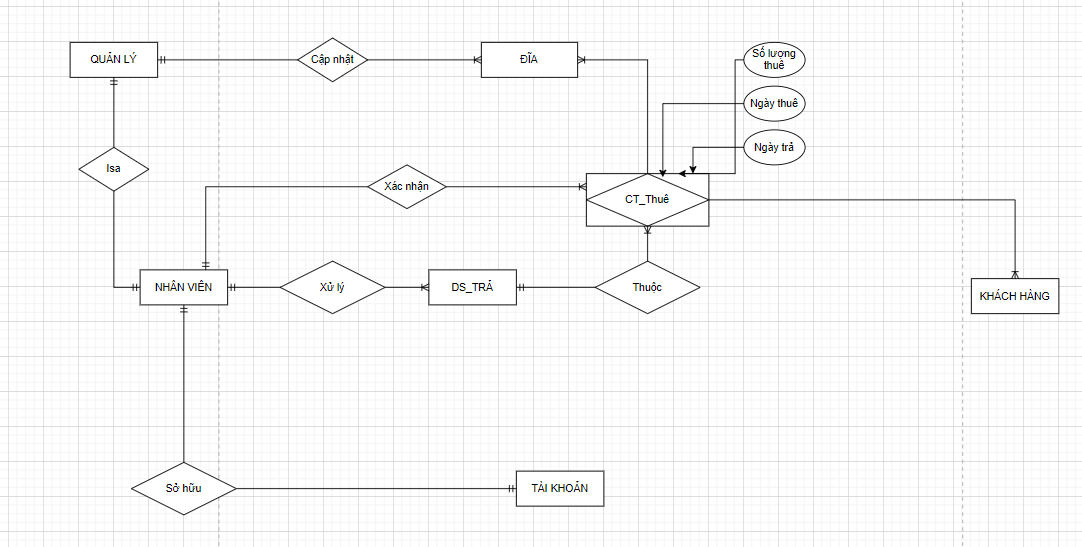 QUẢN LÝ
Cập nhật
ĐĨA
Số lượng
thuê
Ngày thuê
Ngày trả
Isa
Xác nhận
CT_Thuê
NHÂN VIÊN
Xử lý
DS_TRẢ
Thuộc
KHÁCH HÀNG
Sở hữu
TÀI KHOẢN